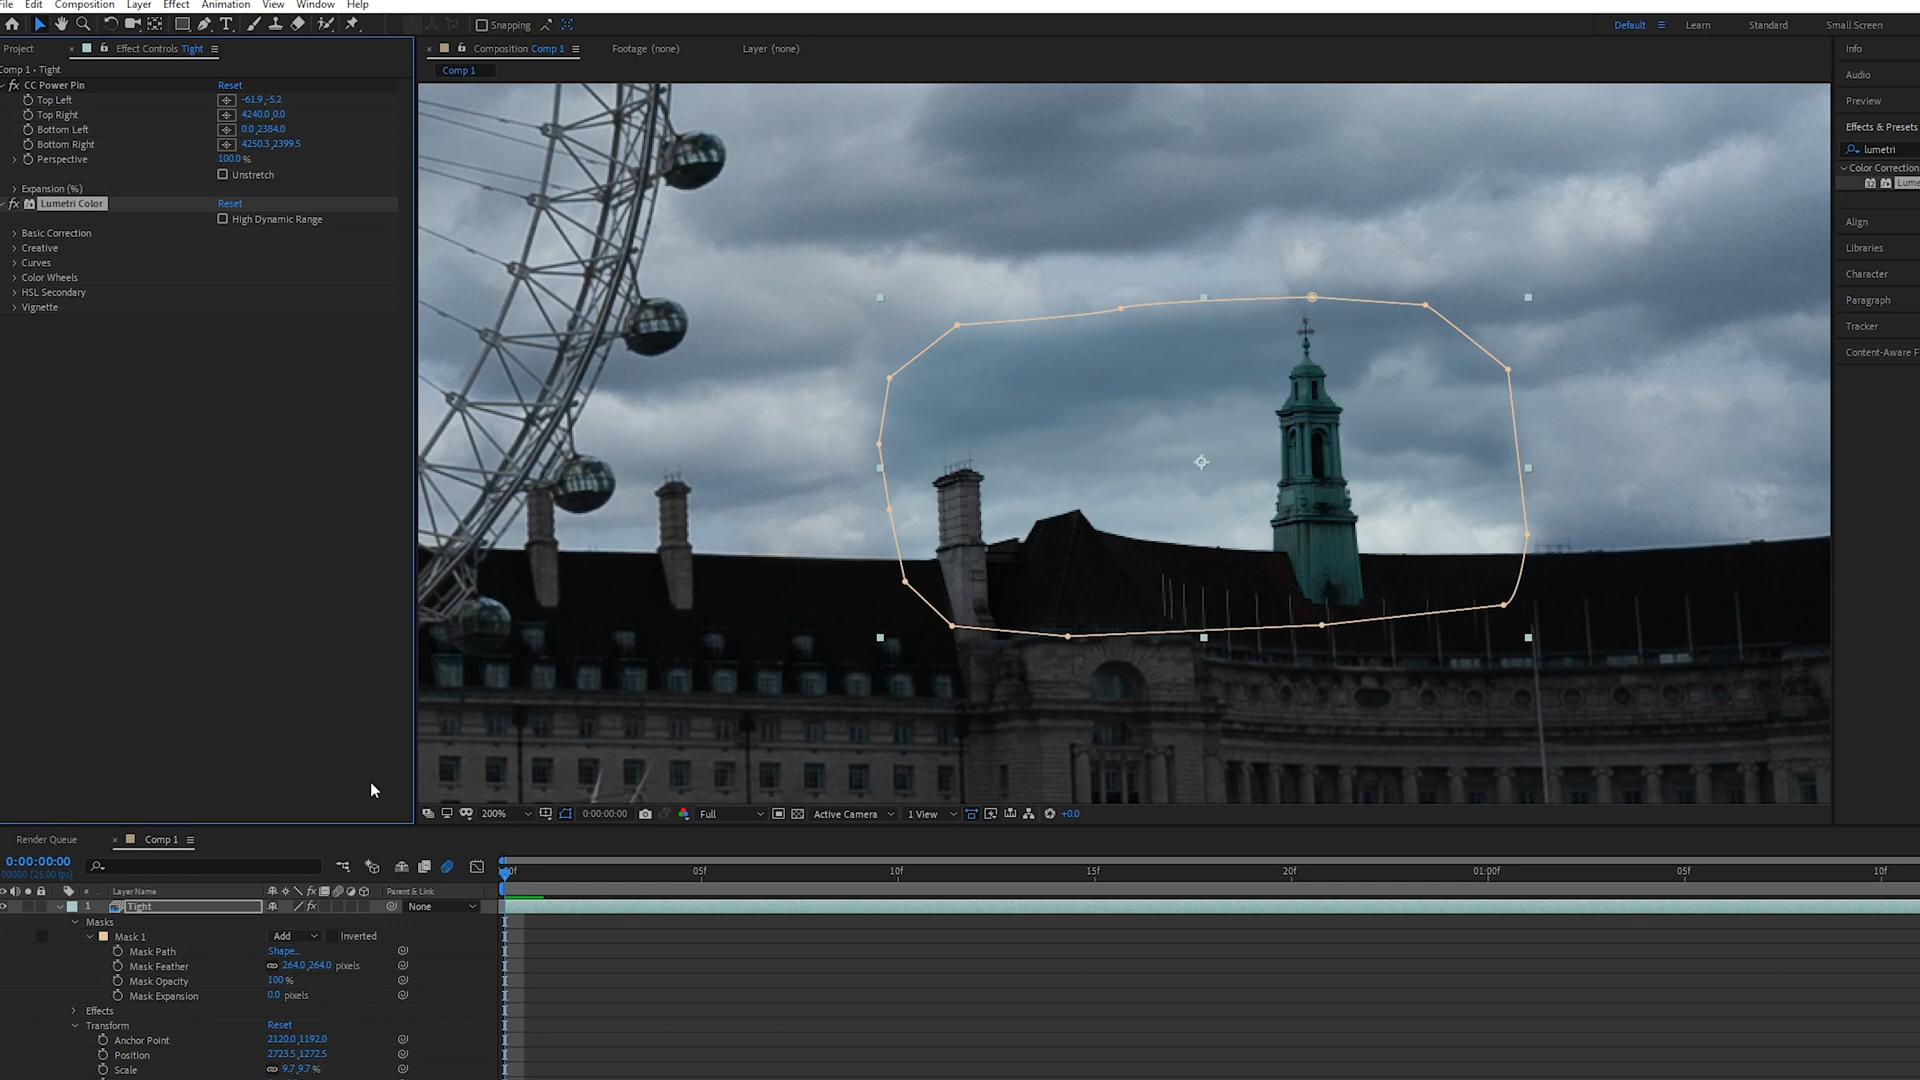 File Edit Composition Layer Effect Animation View Window Help
Snapping
Default Learn Standard Small Screen
Project
Effect Controls Tight
Composition Comp 1
Footage (none)
Layer (none)
Info
Comp 1 • Tight
Comp 1
Audio
fx CC Power Pin Reset
Top Left -61.9,-5.2
Preview
Top Right 4240.0,0.0
Bottom Left 0.0,2384.0
Effects & Presets
Bottom Right 4250.3,2399.5
lumetri
Perspective 100.0 %
Unstretch
Color Correction
Expansion (%)
Lume
fx Lumetri Color Reset
High Dynamic Range
Align
Basic Correction
Creative
Libraries
Curves
Character
Color Wheels
HSL Secondary
Paragraph
Vignette
Tracker
Content-Aware F
200% 0:00:00:00 Full Active Camera 1 View +0.0
Render Queue
Comp 1
0:00:00:00
00000 (25.00 fps)
00f 05f 10f 15f 20f 01:00f 05f 10f
# Layer Name fx Parent & Link
1 Tight fx None
Masks
Mask 1 Add Inverted
Mask Path Shape...
Mask Feather 264.0,264.0 pixels
Mask Opacity 100 %
Mask Expansion 0.0 pixels
Effects
Transform Reset
Anchor Point 2120.0,1192.0
Position 2723.5,1272.5
Scale 9.7,9.7 %